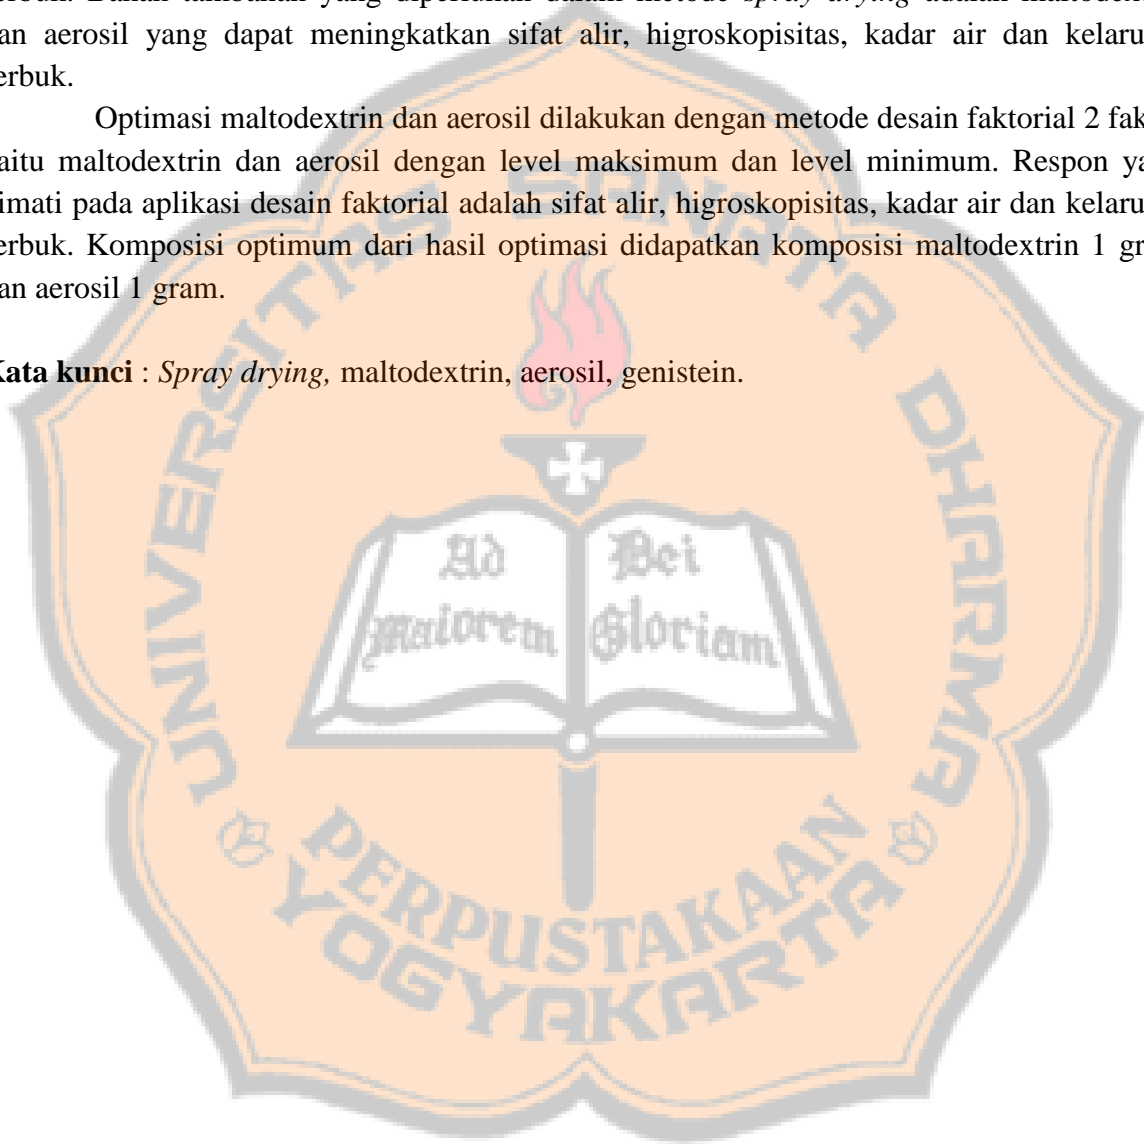 erbuk. Bahan tambahan yang diperlukan dalam metode spray drying adalah
an aerosil yang dapat meningkatkan sifat alir, higroskopisitas, kadar air dan kelaru
erbuk.
Optimasi maltodextrin dan aerosil dilakukan dengan metode desain faktorial 2 fak
aitu maltodextrin dan aerosil dengan level maksimum dan level minimum. Respon ya
imati pada aplikasi desain faktorial adalah sifat alir, higroskopisitas, kadar air dan kelaru
erbuk. Komposisi optimum dari hasil optimasi didapatkan komposisi maltodextrin 1 gr
an aerosil 1 gram.
Kata kunci : Spray drying, maltodextrin, aerosil, genistein.
UNIVERSITAS SANATA DHARMA
Ad Dei
Maiorem Gloriam
PERPUSTAKAAN
YOGYAKARTA